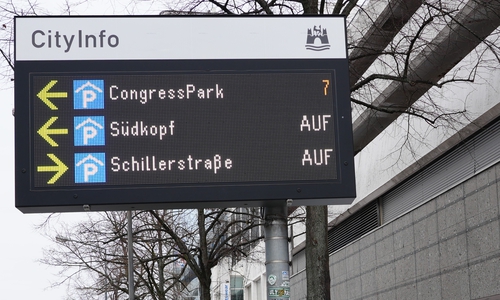 CityInfo
P CongressPark 7
P Südkopf AUF
P Schillerstraße AUF